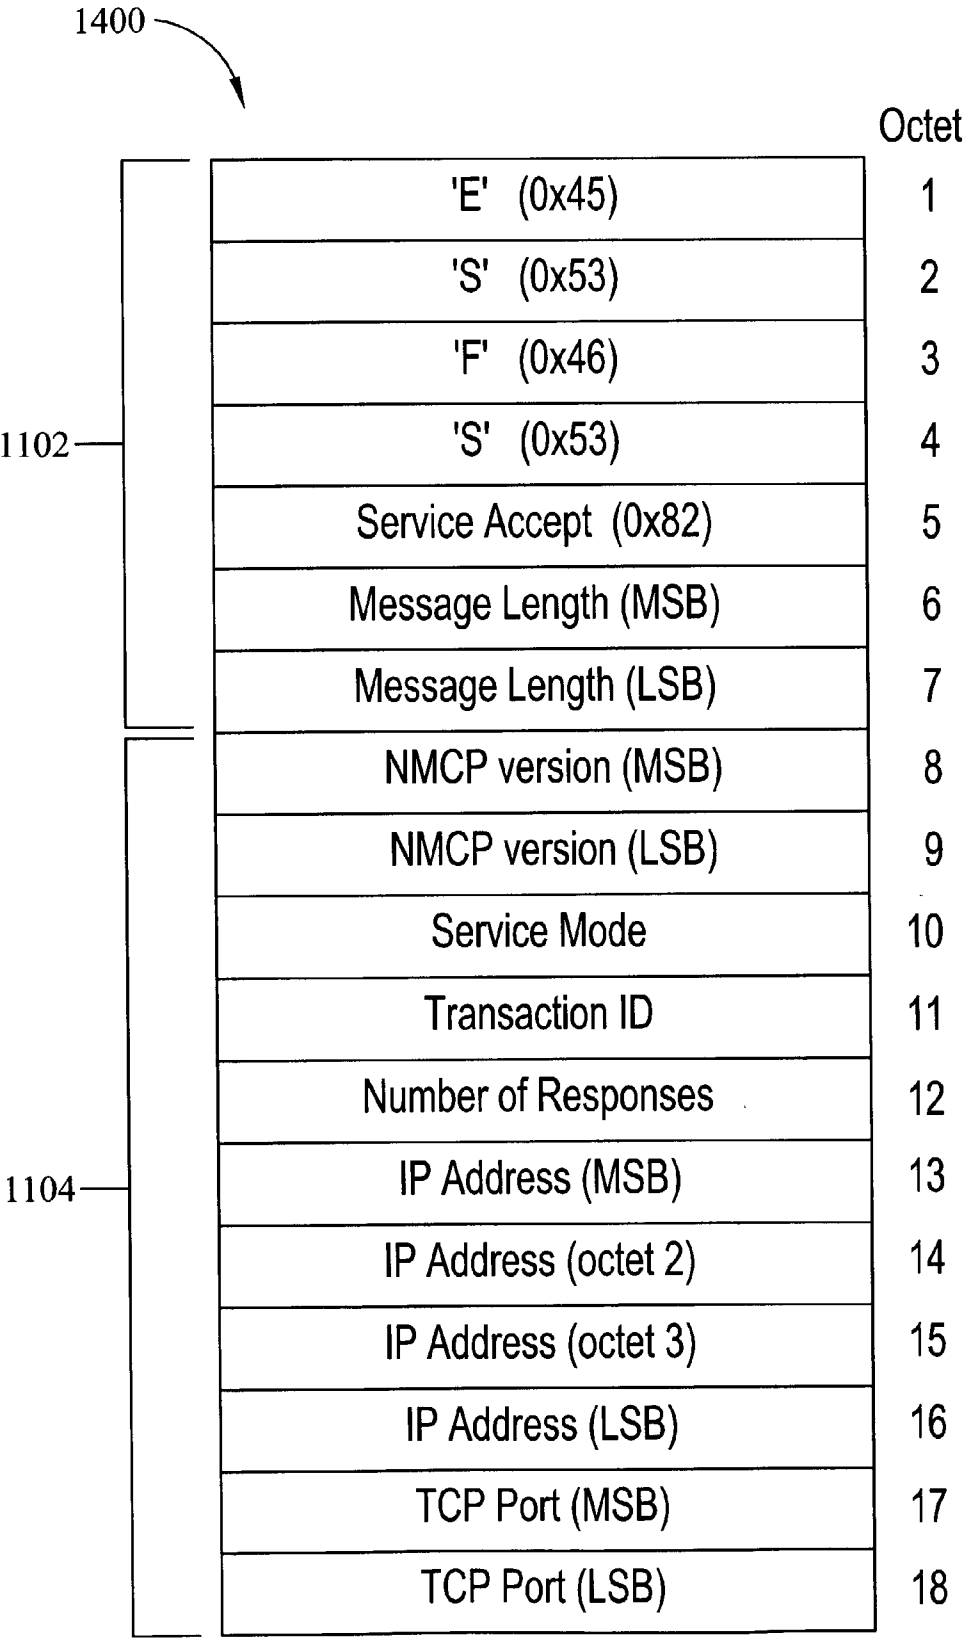 1400
Octet
'E' (0x45) 1
'S' (0x53) 2
'F' (0x46) 3
1102 'S' (0x53) 4
Service Accept (0x82) 5
Message Length (MSB) 6
Message Length (LSB) 7
NMCP version (MSB) 8
NMCP version (LSB) 9
Service Mode 10
Transaction ID 11
Number of Responses 12
1104 IP Address (MSB) 13
IP Address (octet 2) 14
IP Address (octet 3) 15
IP Address (LSB) 16
TCP Port (MSB) 17
TCP Port (LSB) 18